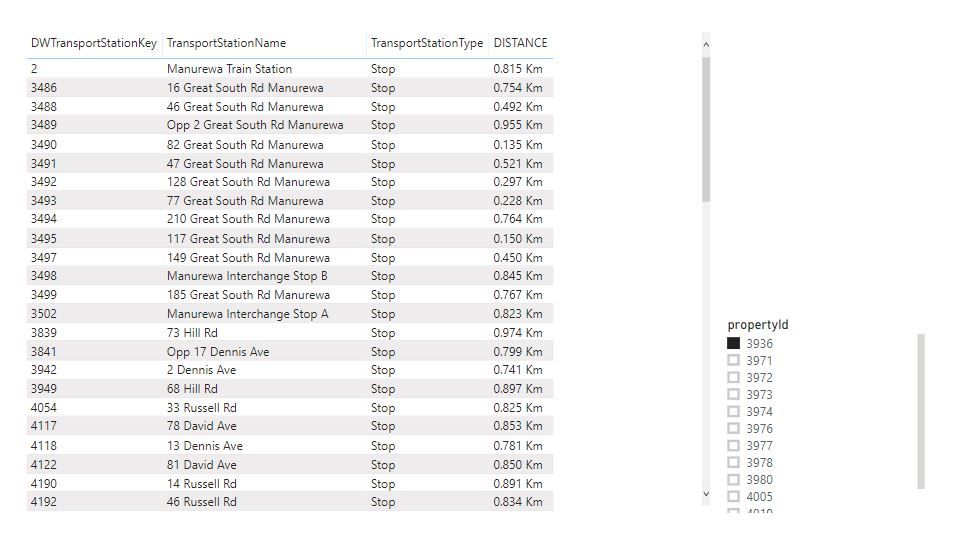 DWTransportStationKey TransportStationName TransportStationType DISTANCE
2 Manurewa Train Station Stop 0.815 Km
3486 16 Great South Rd Manurewa Stop 0.754 Km
3488 46 Great South Rd Manurewa Stop 0.492 Km
3489 Opp 2 Great South Rd Manurewa Stop 0.955 Km
3490 82 Great South Rd Manurewa Stop 0.135 Km
3491 47 Great South Rd Manurewa Stop 0.521 Km
3492 128 Great South Rd Manurewa Stop 0.297 Km
3493 77 Great South Rd Manurewa Stop 0.228 Km
3494 210 Great South Rd Manurewa Stop 0.764 Km
3495 117 Great South Rd Manurewa Stop 0.150 Km
3497 149 Great South Rd Manurewa Stop 0.450 Km
3498 Manurewa Interchange Stop B Stop 0.845 Km
3499 185 Great South Rd Manurewa Stop 0.767 Km
3502 Manurewa Interchange Stop A Stop 0.823 Km
3839 73 Hill Rd Stop 0.974 Km
3841 Opp 17 Dennis Ave Stop 0.799 Km
3942 2 Dennis Ave Stop 0.741 Km
3949 68 Hill Rd Stop 0.897 Km
4054 33 Russell Rd Stop 0.825 Km
4117 78 David Ave Stop 0.853 Km
4118 13 Dennis Ave Stop 0.781 Km
4122 81 David Ave Stop 0.850 Km
4190 14 Russell Rd Stop 0.891 Km
4192 46 Russell Rd Stop 0.834 Km
propertyId
3936
3971
3972
3973
3974
3976
3977
3978
3980
4005